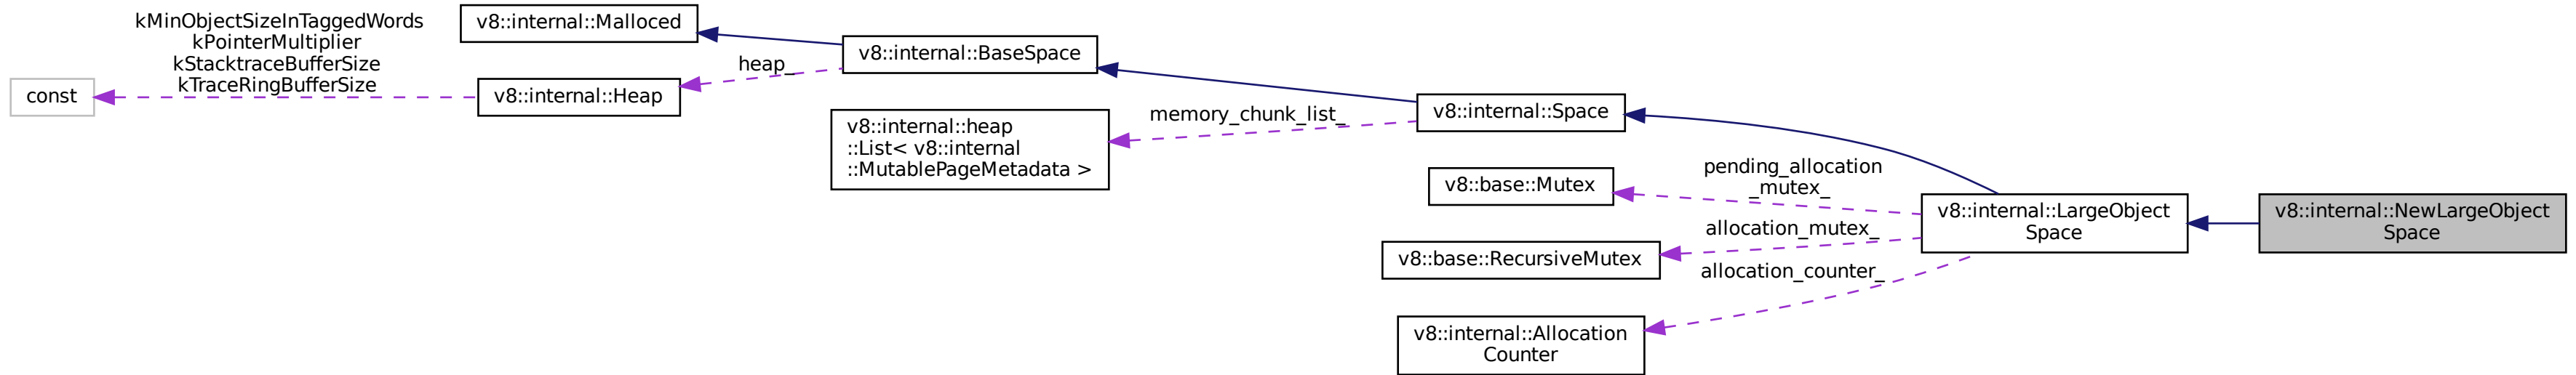 kMinObjectSizeInTaggedWords
kPointerMultiplier
kStacktraceBufferSize
kTraceRingBufferSize
const
v8::internal::Malloced
v8::internal::Heap
heap_
v8::internal::BaseSpace
v8::internal::heap
::List< v8::internal
::MutablePageMetadata >
memory_chunk_list_
v8::internal::Space
v8::base::Mutex
v8::base::RecursiveMutex
v8::internal::Allocation
Counter
pending_allocation
_mutex_
allocation_mutex_
allocation_counter_
v8::internal::LargeObject
Space
v8::internal::NewLargeObject
Space